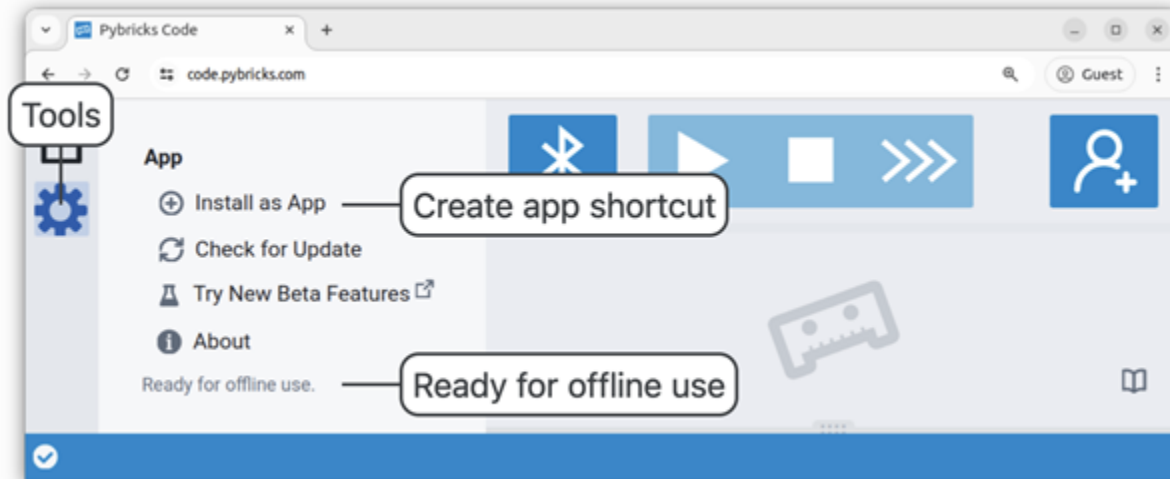 Pybricks Code
code.pybricks.com
Guest
Tools
App
Install as App
Create app shortcut
Check for Update
Try New Beta Features
About
Ready for offline use.
Ready for offline use